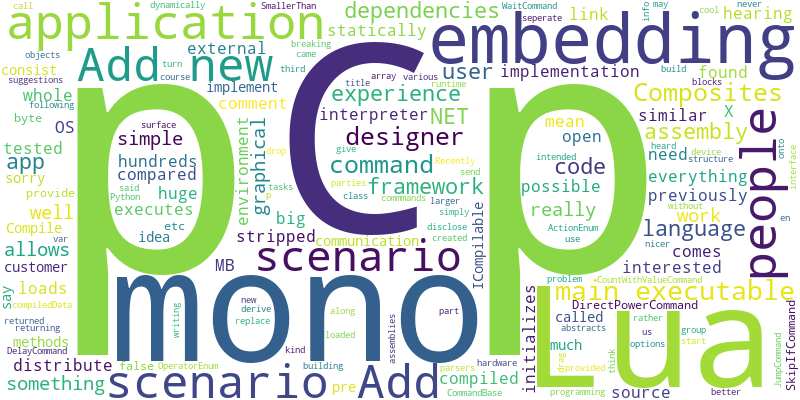 call
dynamically
SmallerThan
dependencies
WaitCommand
info
may
never
application
external
statically
link
seperate
cool
hearing
breaking
turn
came
user
embedding
consist
objects
Add new
implement
third
array
various
implementation
build
found
suggestions
course
title
runtime
blocks
whole
following
comment
experience
NET
Composites
X
byte
OS
surface
interpreter
similar
tested
simple
give
designer
mean
open
heard
structure
onto
app
hundreds
compared
environment
graphical
drop
command
code
need
device
assembly
people
sorry
said
Python
huge
tasks
p
Recently
send
framework
possible
intended
everything
without
interface
provide
executes
parties
class
commmands
larger
really
previously
well
etc
big
simply
disclose
ActionEnum
work
en
Compile
var
idea
stripped
communication
created
ICompilable
use
language
allows
MB
scenario
comes
nicer
customer
interested
say
loads
p
C
p
mono
Lua
main executable
CountWithValueCommand
compiledData
returned
returning
writing
new
derive
replace
along
loaded
assemblies
part
initializes
problem
abstracts
called
rather
us
DirectPowerCommand
group
start
DelayCommand
methods
kind
building
much
options
think
JumpCommand
SkipIfCommand
distribute
false
OperatorEnum
pre
parsers
hardware
compiled
provided
something
scenario Add
CommandBase
programming
source
better